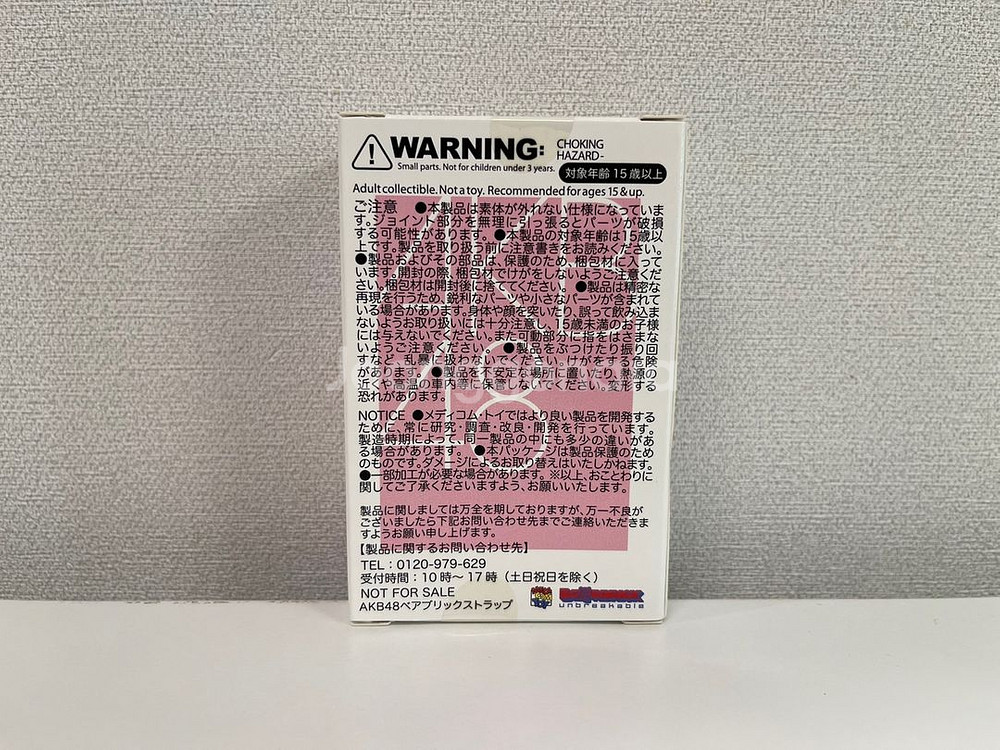 WARNING: CHOKING HAZARD-
Small parts. Not for children under 3 years.
対象年齢 15 歳以上
Adult collectible. Not a toy. Recommended for ages 15 & up.
ご注意 ●本製品は素体が外れない仕様になっていま
す。ジョイント部分を無理に引っ張るとパーツが破損
する可能性があります。●本製品の対象年齢は15歳以
上です。製品を取り扱う前に注意書きをお読みください。
●製品およびその部品は、保護のため、梱包材に入って
います。開封の際、梱包材でけがをしないようご注意くだ
さい。梱包材は開封後に捨ててください。 ●製品は精密な
再現を行うため、鋭利なパーツや小さなパーツが含まれて
いる場合があります。身体や顔を突いたり、誤って飲み込ま
ないようお取り扱いには十分注意し、15歳未満のお子様
には与えないでください。また可動部分に指をはさまな
いようご注意ください。 ●製品をぶつけたり振り回
すなど、乱暴に扱わないでください。けがをする危険
があります。 ●製品を不安定な場所に置いたり、熱源の
近くや高温の車内等に保管しないでください。変形する
恐れがあります。
AKB
48
NOTICE ●メディコム・トイではより良い製品を開発する
ために、常に研究・調査・改良・開発を行っています。
製造時期によって、同一製品の中にも多少の違いがあ
る場合があります。 ●本パッケージは製品保護のため
のものです。ダメージによるお取り替えはいたしかねます。
●一部加工が必要な場合があります。※以上、おことわりに
関してご了承くださいますよう、お願いいたします。
製品に関しましては万全を期しておりますが、万一不良が
ございましたら下記お問い合わせ先までご連絡いただきま
すようお願い申し上げます。
【製品に関するお問い合わせ先】
TEL：0120-979-629
受付時間：10時～17時（土日祝日を除く）
NOT FOR SALE
AKB48ベアブリックストラップ
BE@RBRICK
unbreakable